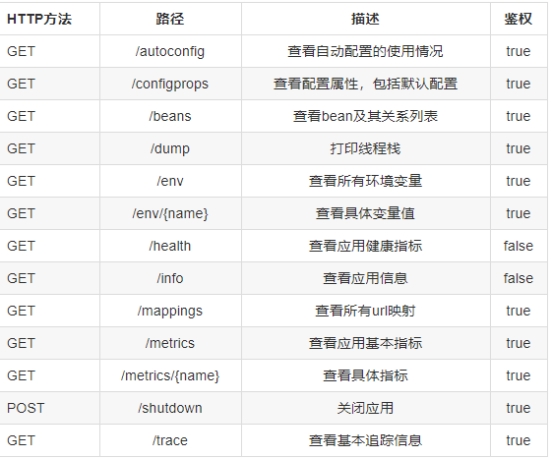 HTTP方法 路径 描述 鉴权
GET /autoconfig 查看自动配置的使用情况 true
GET /configprops 查看配置属性，包括默认配置 true
GET /beans 查看bean及其关系列表 true
GET /dump 打印线程栈 true
GET /env 查看所有环境变量 true
GET /env/{name} 查看具体变量值 true
GET /health 查看应用健康指标 false
GET /info 查看应用信息 false
GET /mappings 查看所有url映射 true
GET /metrics 查看应用基本指标 true
GET /metrics/{name} 查看具体指标 true
POST /shutdown 关闭应用 true
GET /trace 查看基本追踪信息 true